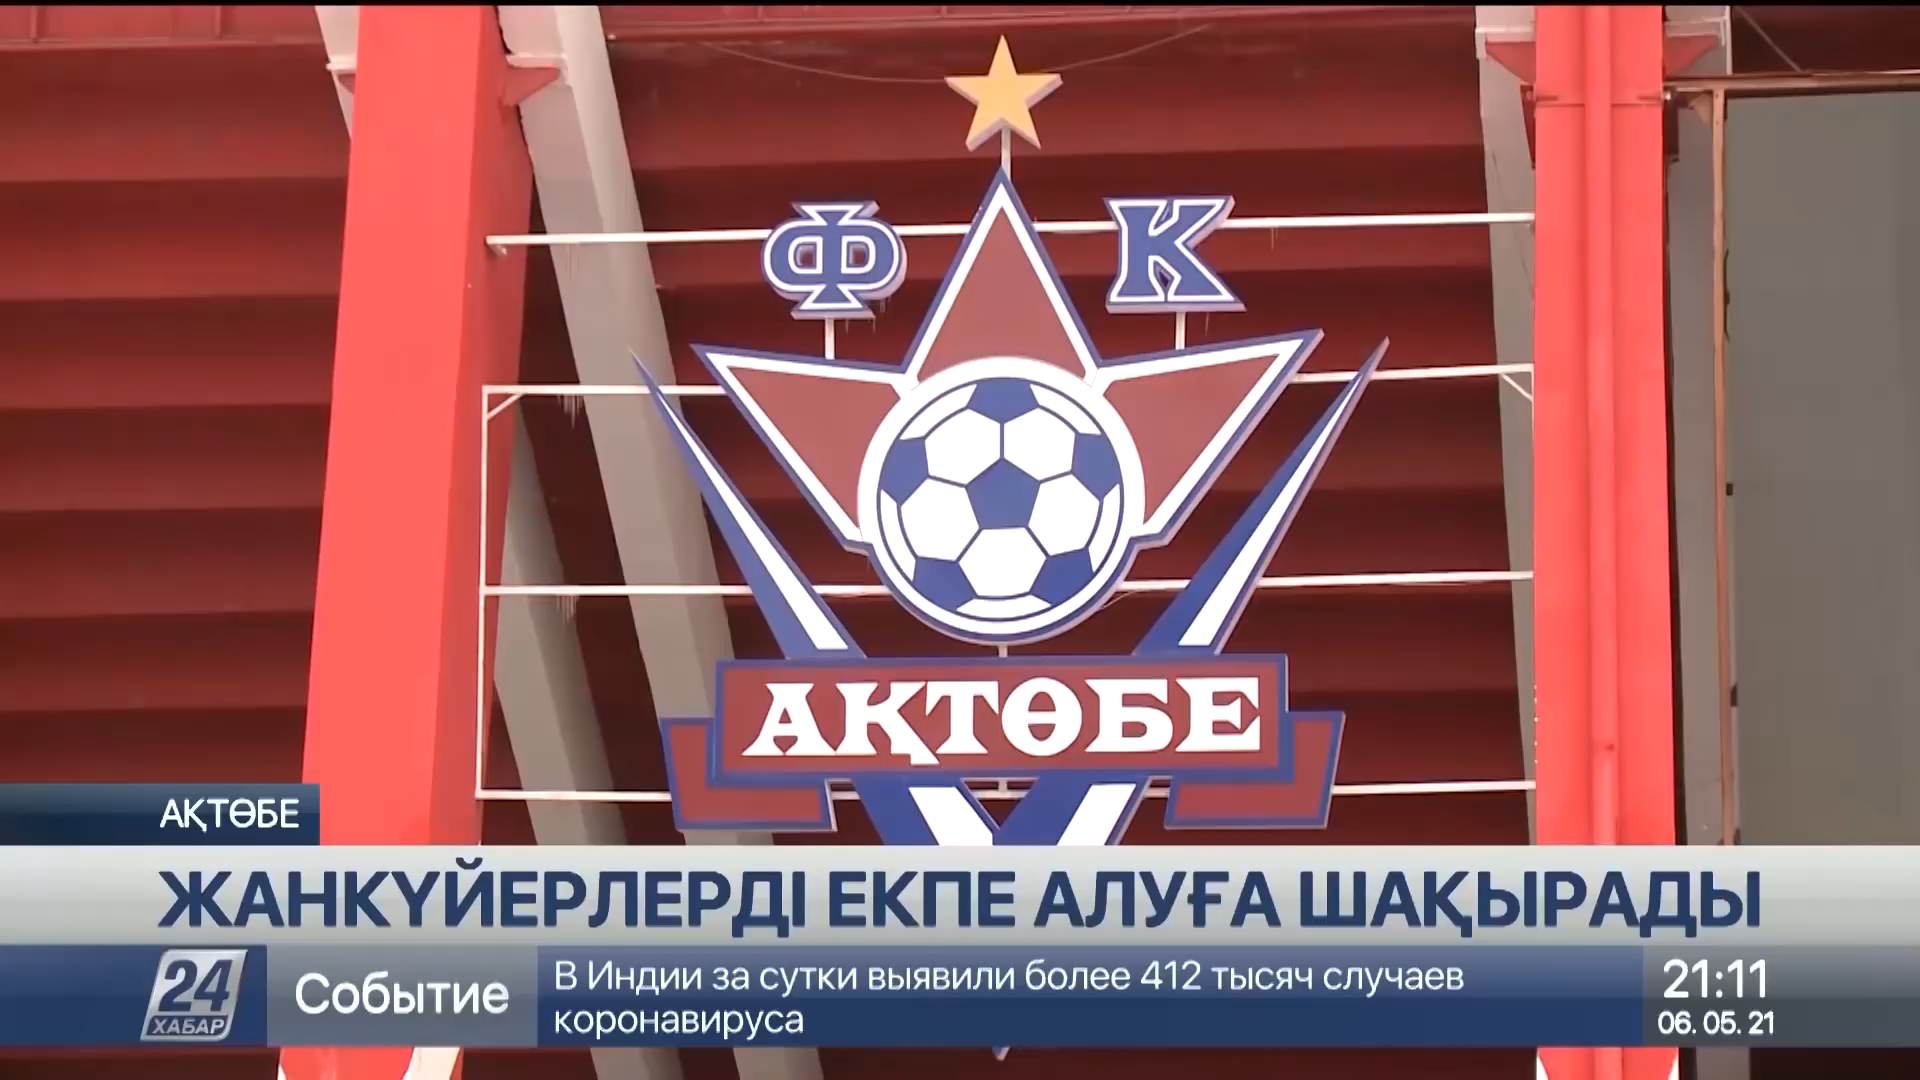 Ф К
АҚТӨБЕ
АҚТӨБЕ
ЖАНКҮЙЕРЛЕРДІ ЕКПЕ АЛУҒА ШАҚЫРАДЫ
24
ХАБАР
Событие
В Индии за сутки выявили более 412 тысяч случаев
коронавируса
21:11
06. 05. 21